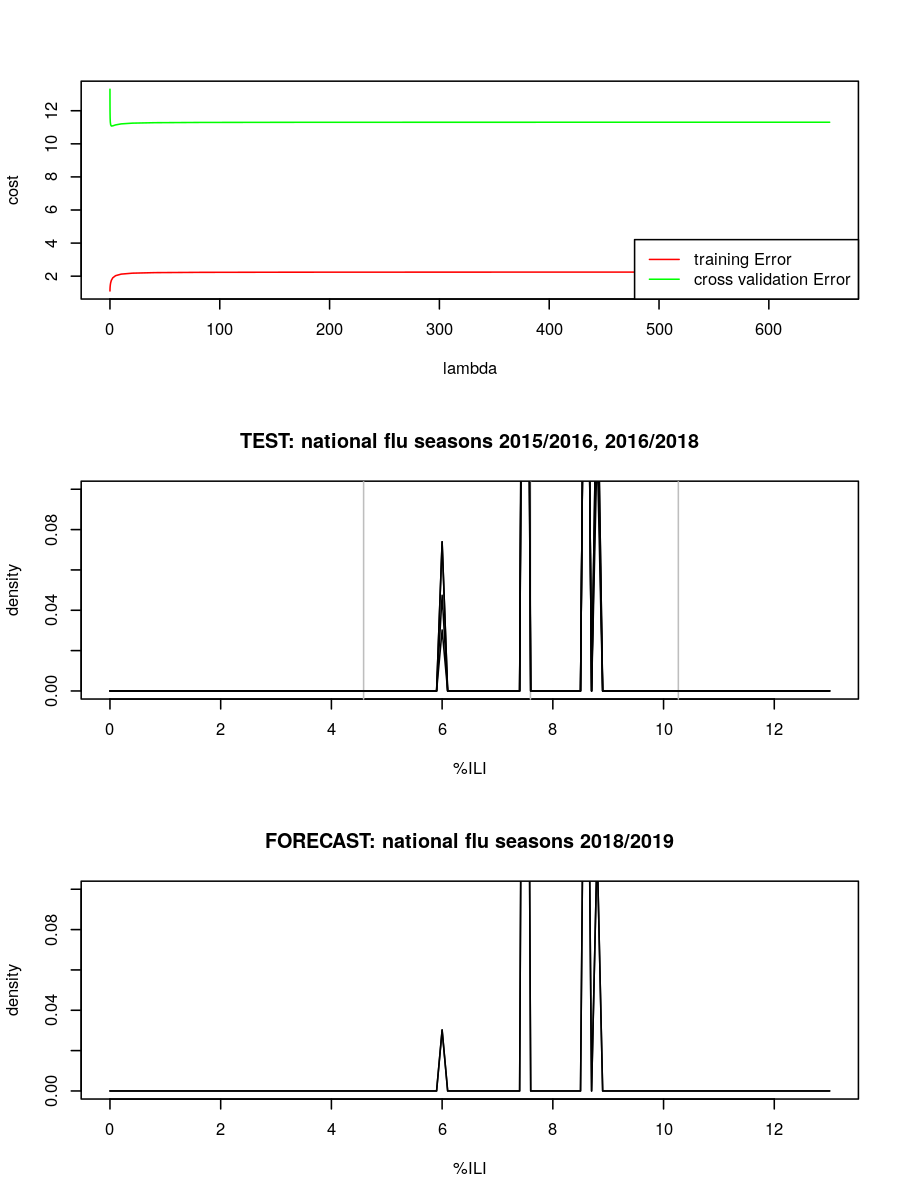 12
10
8
6
4
2
cost
training Error
cross validation Error
0 100 200 300 400 500 600
lambda
TEST: national flu seasons 2015/2016, 2016/2018
0.08
0.04
0.00
density
0 2 4 6 8 10 12
%ILI
FORECAST: national flu seasons 2018/2019
0.08
0.04
0.00
density
0 2 4 6 8 10 12
%ILI